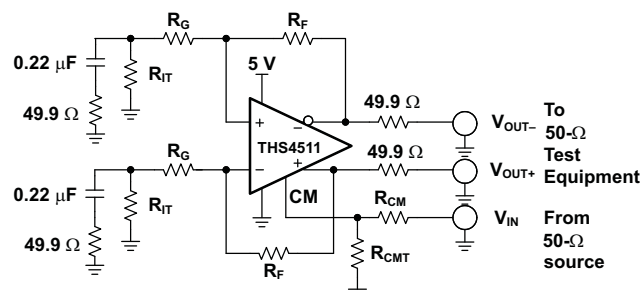 R_G
R_F
0.22 μF
R_IT
5 V
49.9 Ω
49.9 Ω
+
−
THS4511
V_OUT−
To
50-Ω
Test
Equipment
R_G
−
+
49.9 Ω
V_OUT+
0.22 μF
R_IT
CM
R_CM
V_IN
From
50-Ω
source
49.9 Ω
R_F
R_CMT